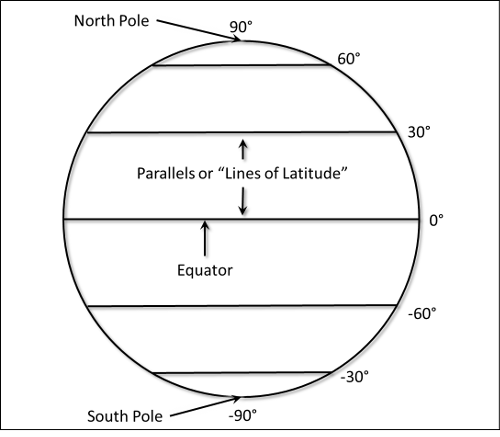 North Pole
90°
60°
30°
Parallels or “Lines of Latitude”
0°
Equator
-60°
-30°
South Pole
-90°